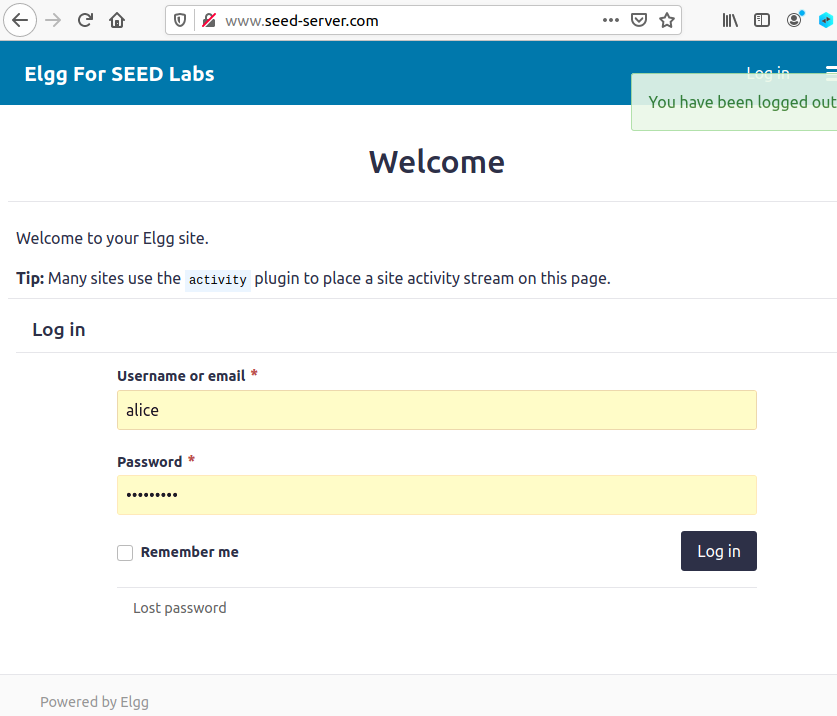 www.seed-server.com
Elgg For SEED Labs
Log in
You have been logged out
Welcome
Welcome to your Elgg site.
Tip: Many sites use the activity plugin to place a site activity stream on this page.
Log in
Username or email *
alice
Password *
•••••••••
Remember me
Log in
Lost password
Powered by Elgg